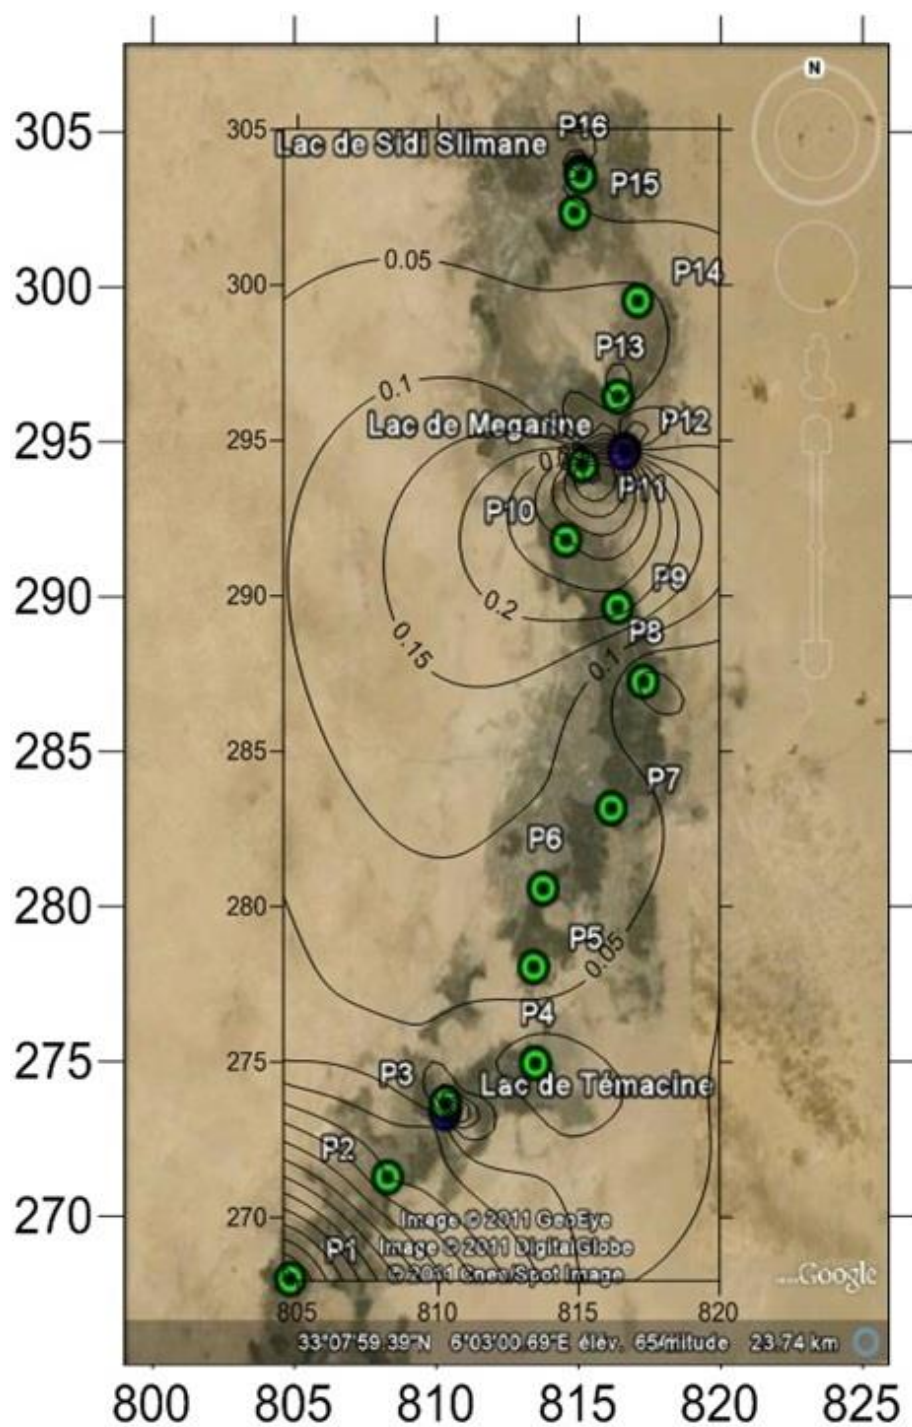 N
305
305
P16
Lac de Sidi Slimane
P15
300
300
0.05
P14
P13
0.1
295
295
Lac de Megarine
P12
P11
P10
290
290
P9
0.2
P8
0.15
0.1
285
285
P7
P6
280
280
P5
0.05
P4
275
275
P3
Lac de Témacine
P2
270
270
Image © 2011 GeoEye
Image © 2011 DigitalGlobe
P1
© 2011 Cnes/Spot Image
Google
805 810 815 820
33°07'59.39"N 6°03'00.69"E élév. 23.74 km
800 805 810 815 820 825